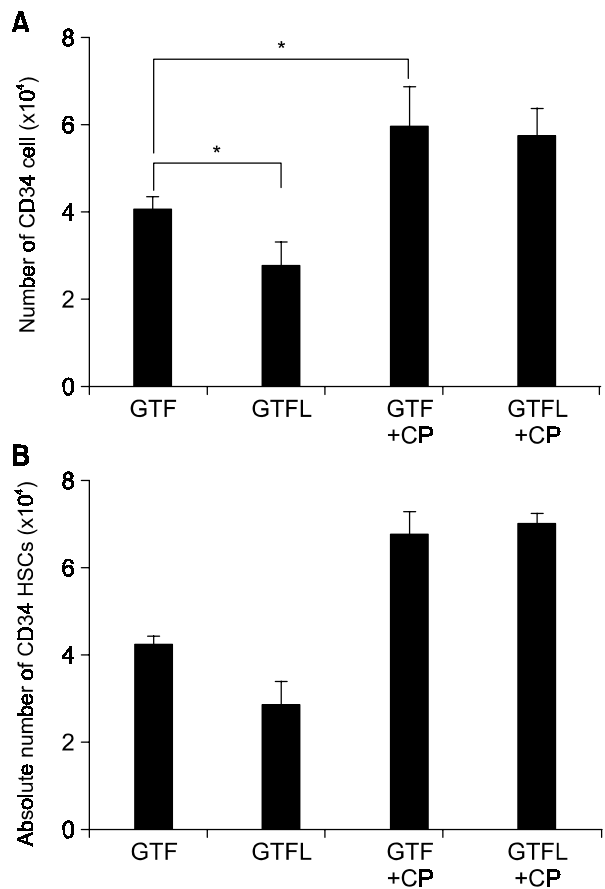 A
Number of CD34 cell (x10⁴)
8
6
4
2
0
*
*
GTF
GTFL
GTF
+CP
GTFL
+CP
B
Absolute number of CD34 HSCs (x10⁴)
8
6
4
2
0
GTF
GTFL
GTF
+CP
GTFL
+CP